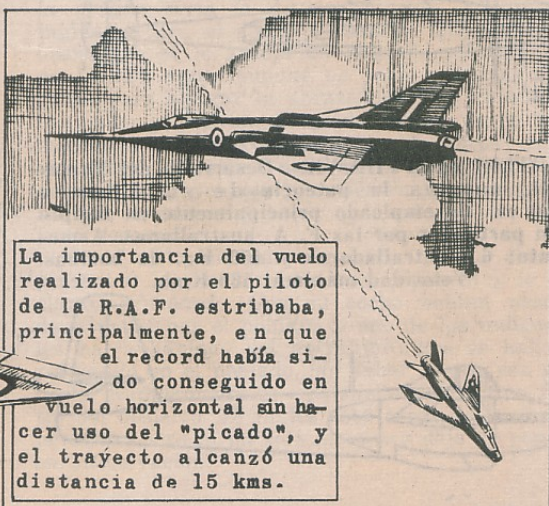 La importancia del vuelo
realizado por el piloto
de la R.A.F. estribaba,
principalmente, en que
el record había si-
do conseguido en
vuelo horizontal sin ha-
cer uso del "picado", y
el trayecto alcanzó una
distancia de 15 kms.